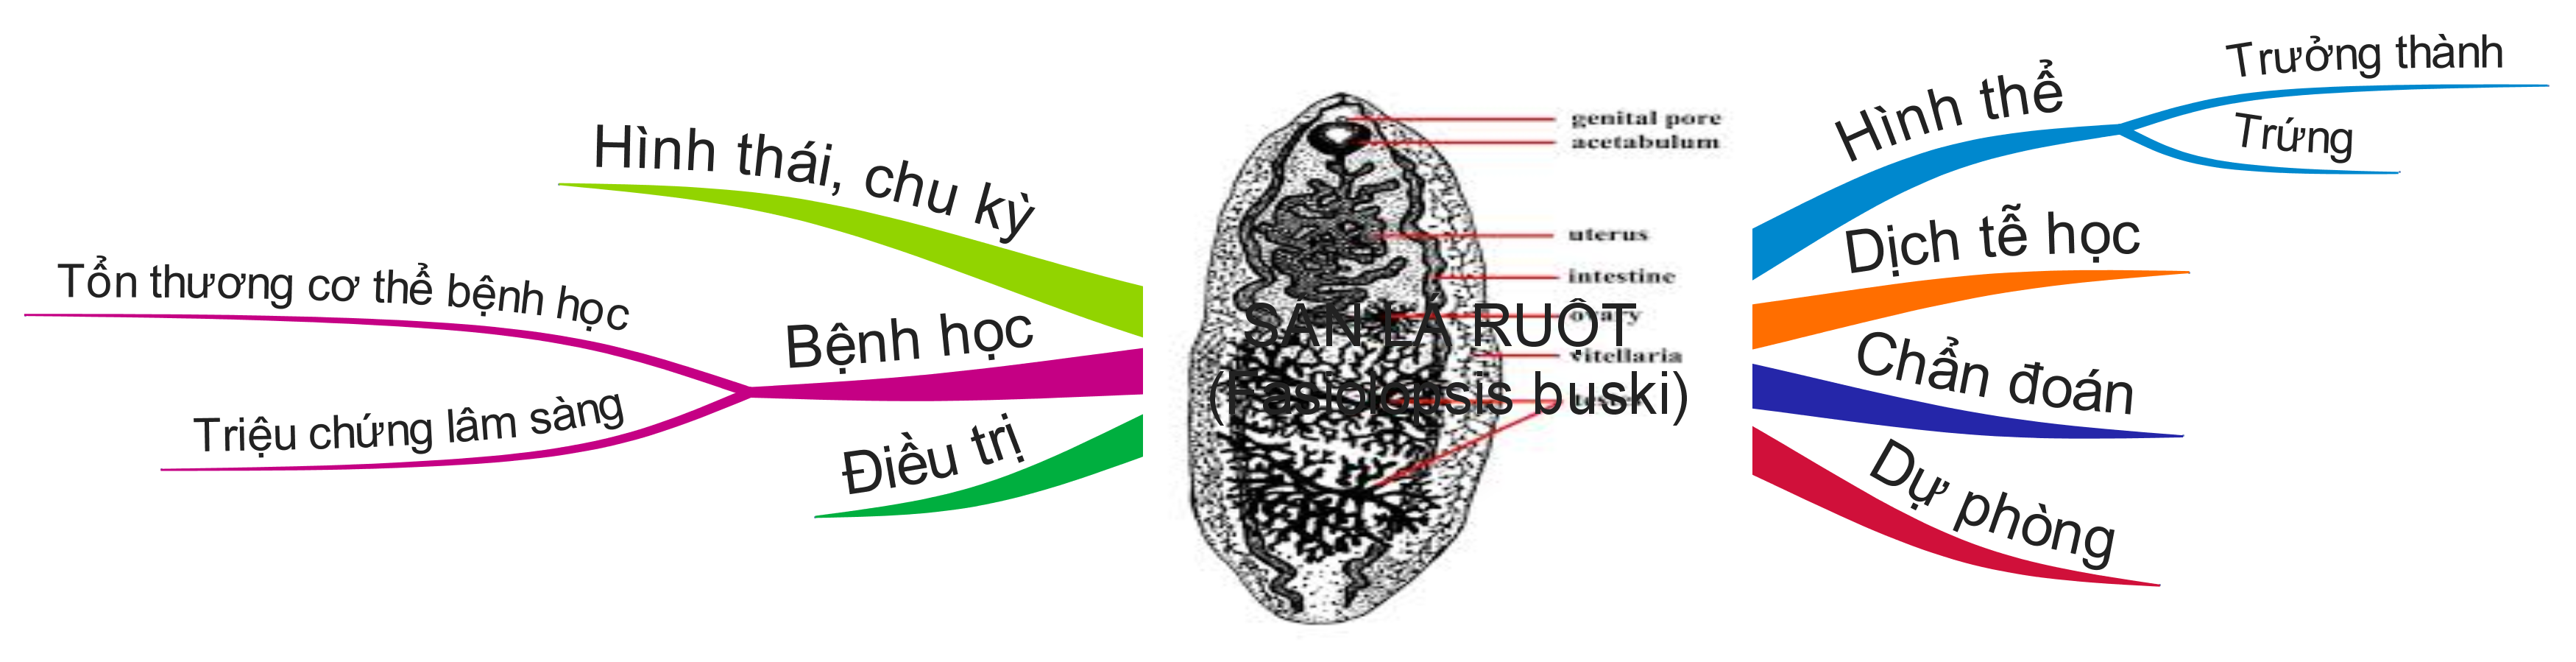 Hình thái, chu kỳ
Bệnh học
Tổn thương cơ thể bệnh học
Triệu chứng lâm sàng
Điều trị
genital pore
acetabulum
uterus
intestine
ovary
vitellaria
testes
SÁN LÁ RUỘT
(Fasiolopsis buski)
Hình thể
Trưởng thành
Trứng
Dịch tễ học
Chẩn đoán
Dự phòng